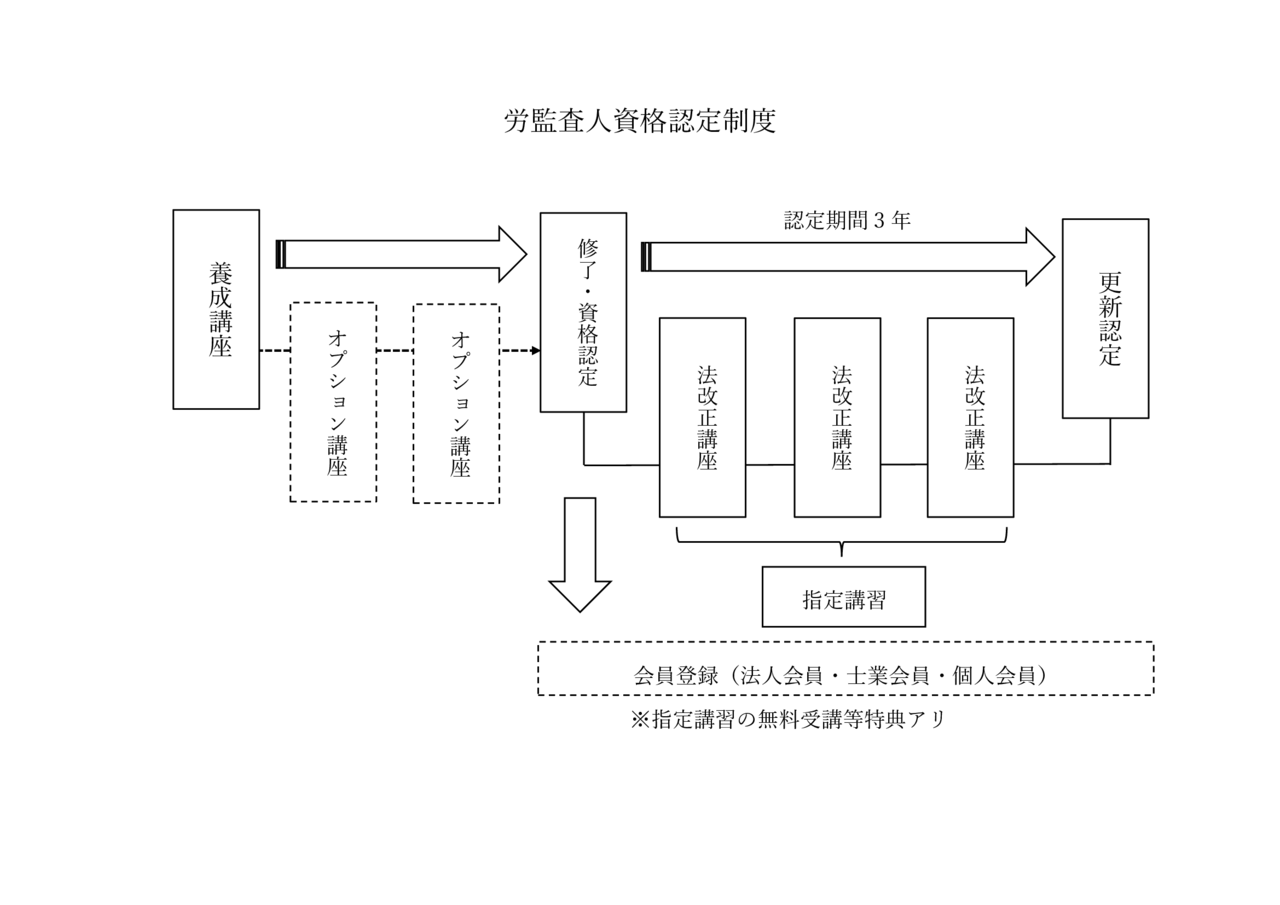 労監査人資格認定制度
認定期間３年
養成講座
オプション講座
オプション講座
修了・資格認定
法改正講座
法改正講座
法改正講座
更新認定
指定講習
会員登録（法人会員・士業会員・個人会員）
※指定講習の無料受講等特典アリ